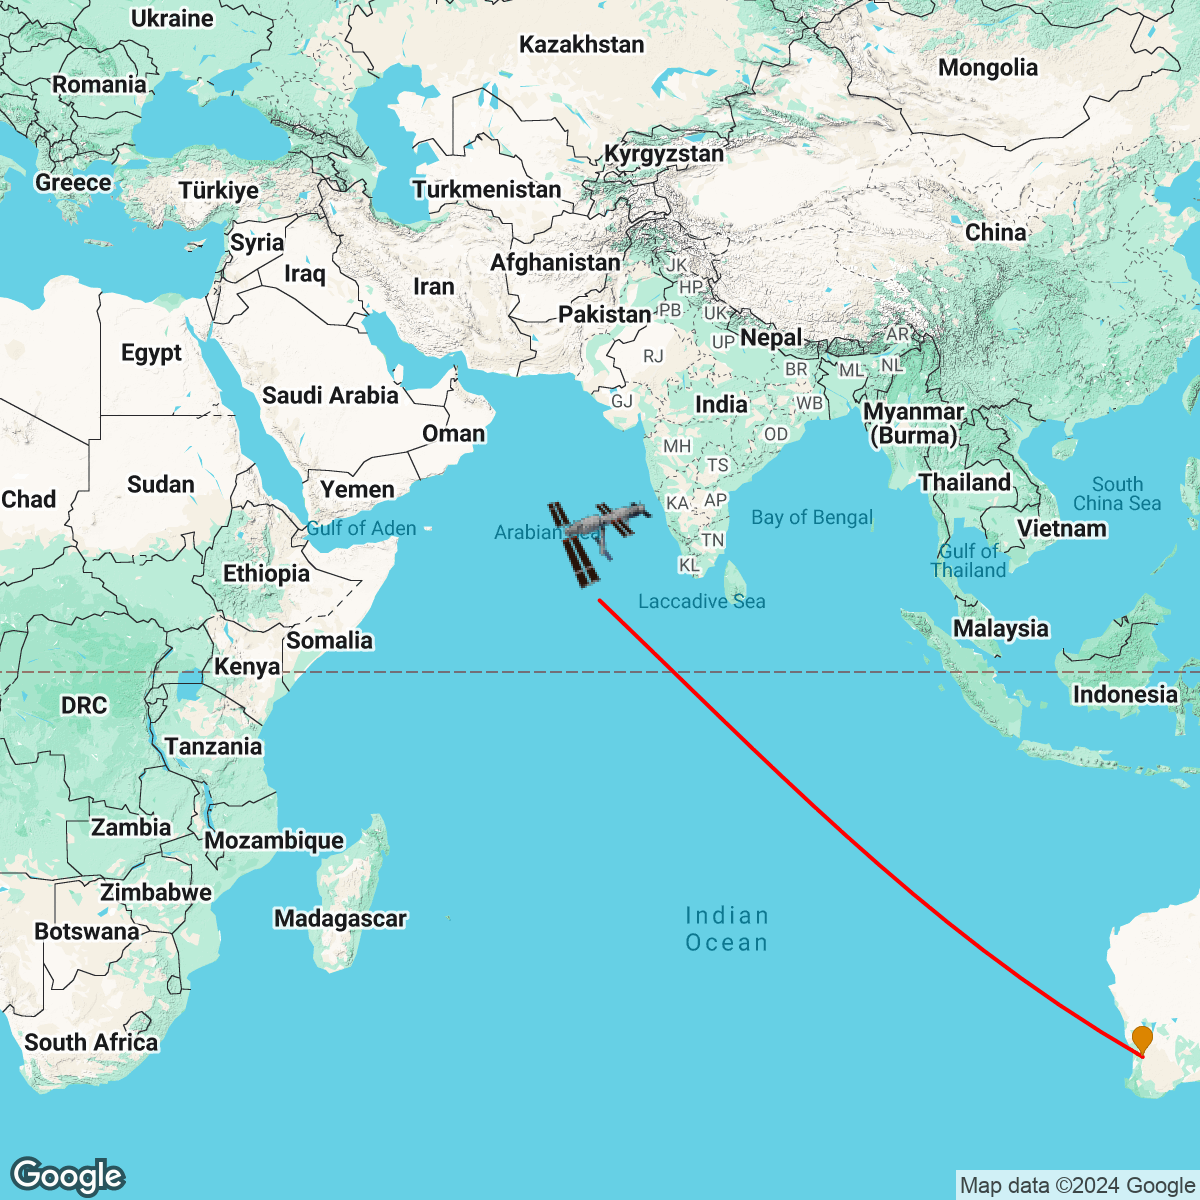 Ukraine
Kazakhstan
Mongolia
Romania
Kyrgyzstan
Greece
Türkiye
Turkmenistan
Syria
China
Iraq
Afghanistan
JK
Iran
HP
Pakistan
PB
UK
Nepal
AR
Egypt
RJ
UP
BR
ML
NL
Saudi Arabia
GJ
India
WB
Myanmar
(Burma)
Oman
MH
OD
TS
Sudan
Yemen
Thailand
South
China Sea
Chad
KA
AP
Bay of Bengal
Gulf of Aden
Arabian Sea
Vietnam
TN
Gulf of
Thailand
Ethiopia
KL
Laccadive Sea
Somalia
Malaysia
Kenya
Indonesia
DRC
Tanzania
Zambia
Mozambique
Zimbabwe
Madagascar
Indian
Ocean
Botswana
South Africa
Google
Map data ©2024 Google